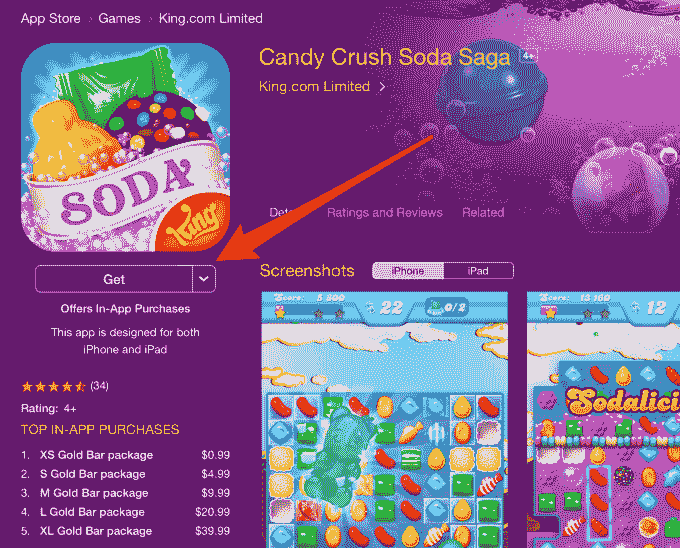 App Store › Games › King.com Limited
Candy Crush Soda Saga 4+
King.com Limited >
SODA
King
Ratings and Reviews
Related
Get
Offers In-App Purchases
This app is designed for both
iPhone and iPad
Screenshots
iPhone
iPad
(34)
Rating: 4+
TOP IN-APP PURCHASES
1. XS Gold Bar package $0.99
2. S Gold Bar package $4.99
3. M Gold Bar package $9.99
4. L Gold Bar package $20.99
5. XL Gold Bar package $39.99
Score: 5 800
22
0/2
Score: 13 160
12
Sodalici